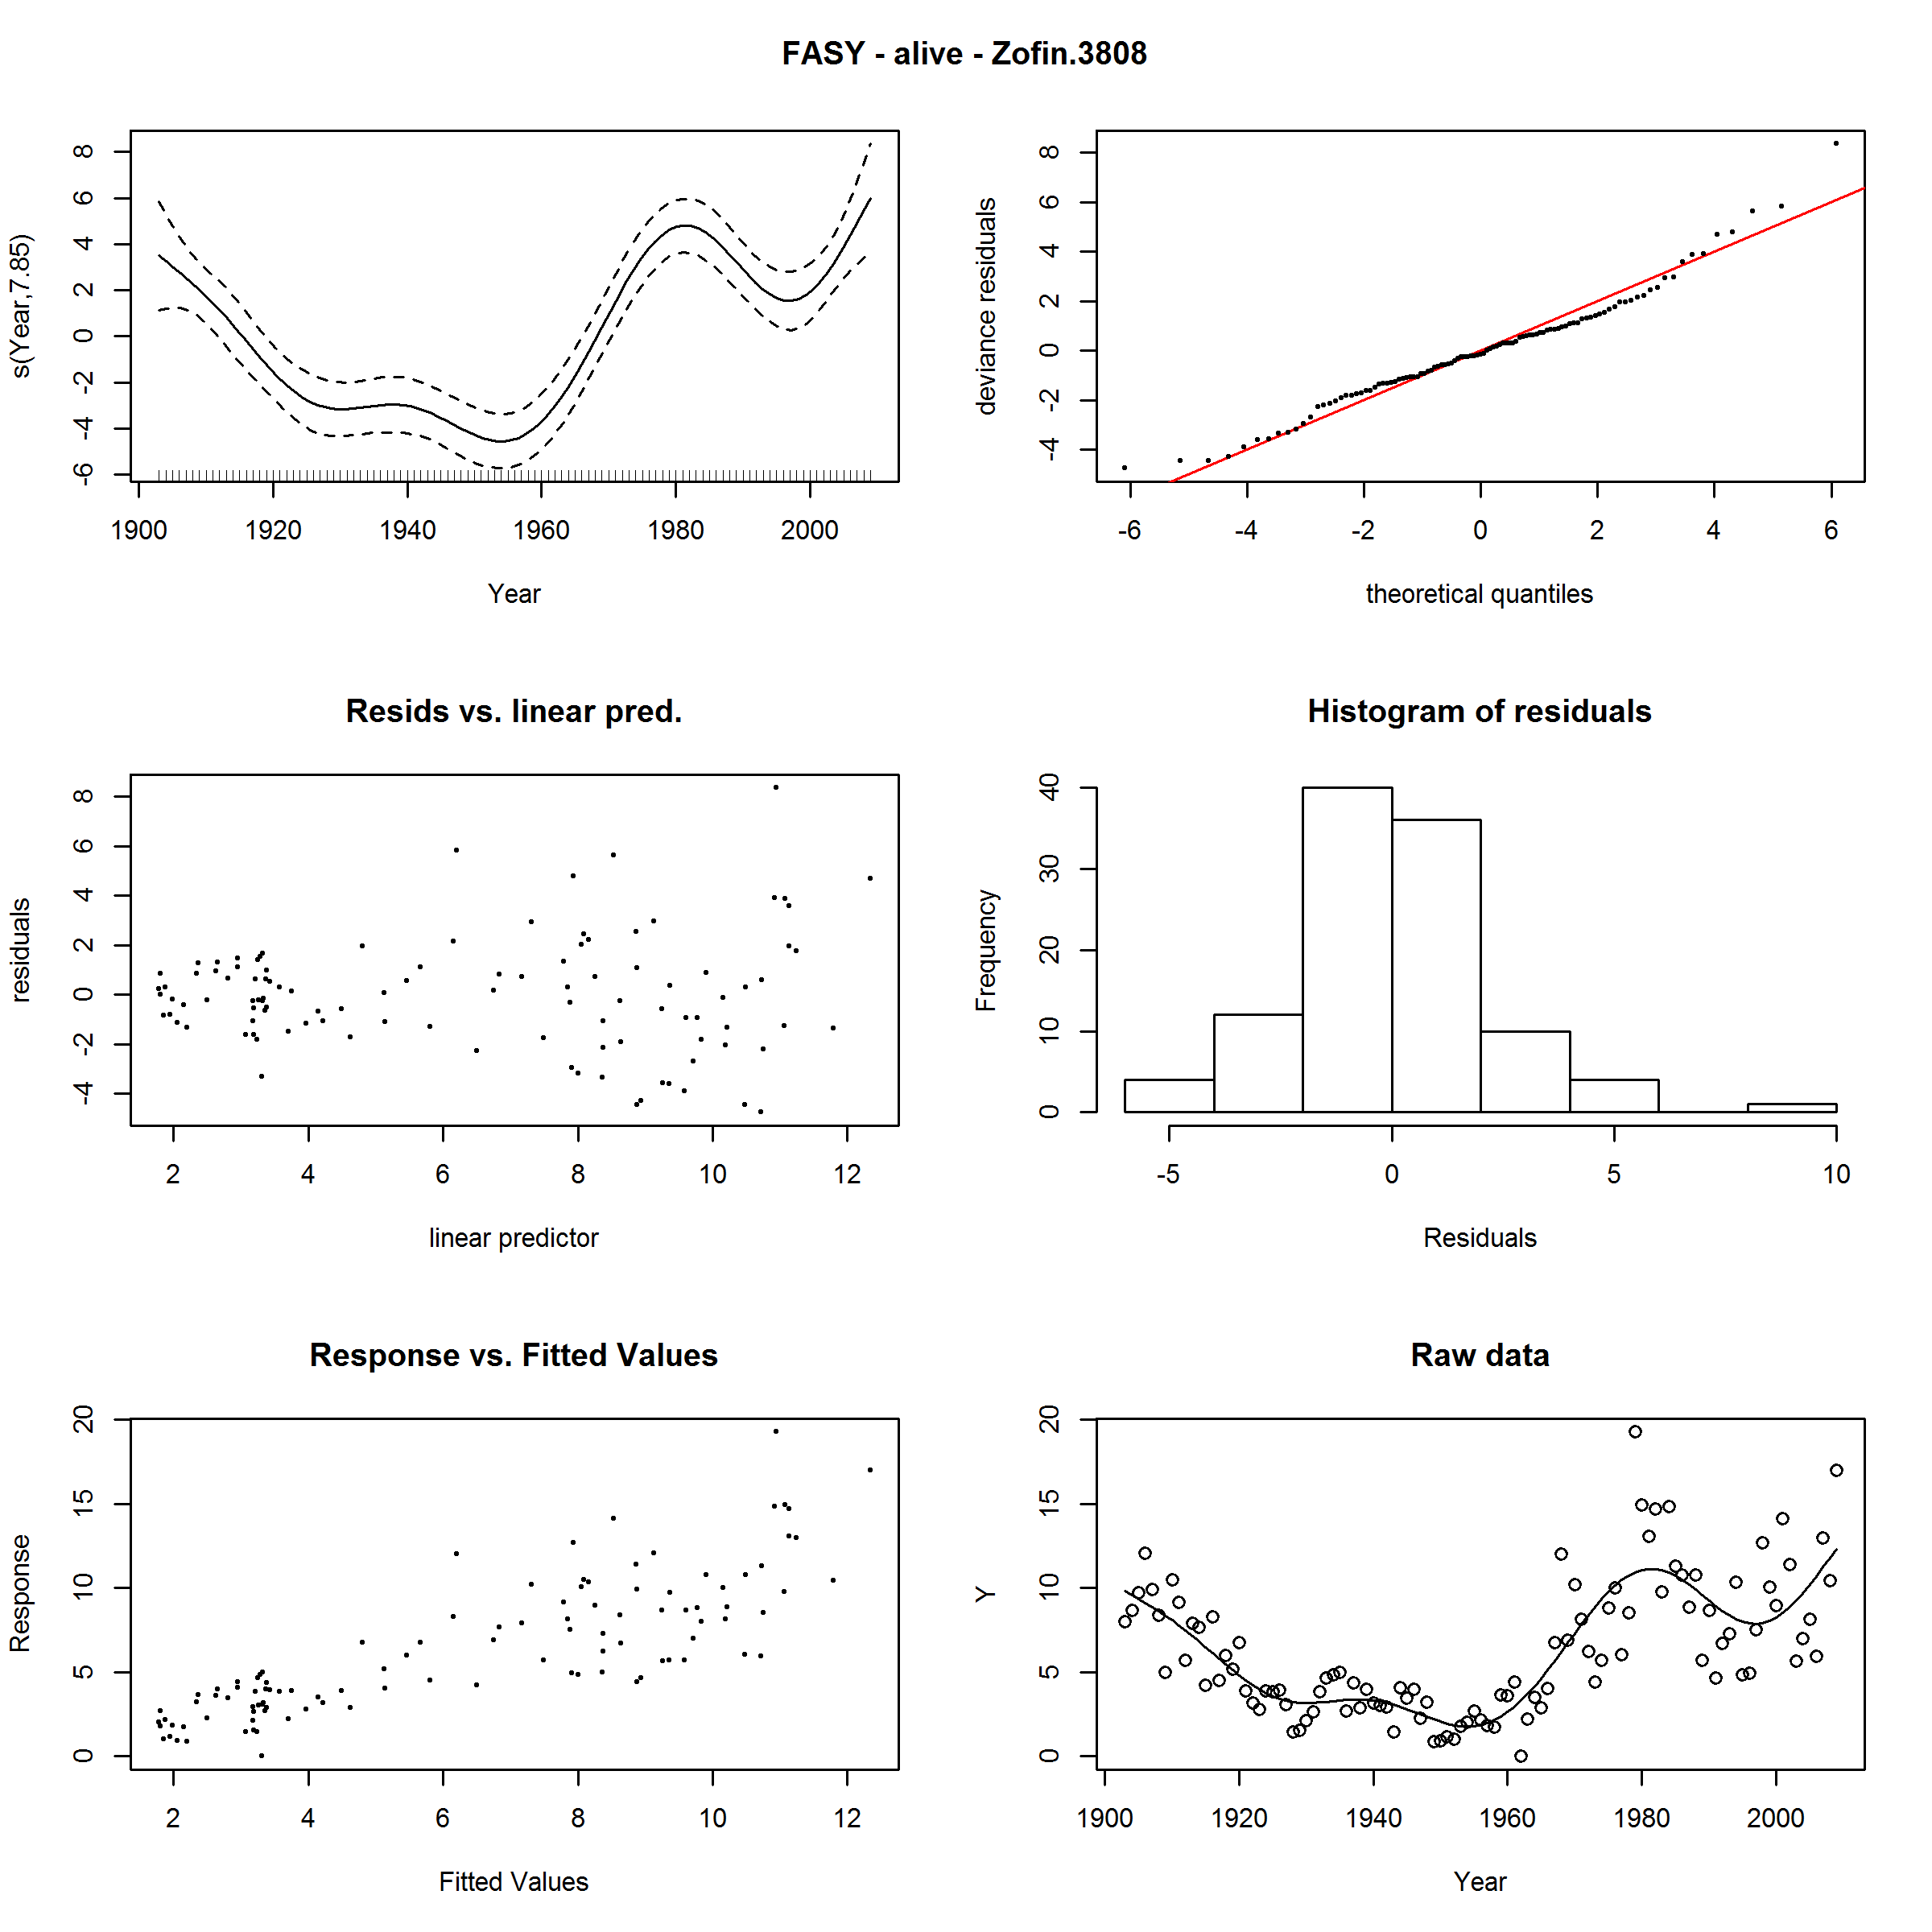 FASY - alive - Zofin.3808
s(Year,7.85)
8
6
4
2
0
-2
-4
-6
1900 1920 1940 1960 1980 2000
Year
deviance residuals
8
6
4
2
0
-2
-4
-6 -4 -2 0 2 4 6
theoretical quantiles
Resids vs. linear pred.
residuals
8
6
4
2
0
-2
-4
2 4 6 8 10 12
linear predictor
Histogram of residuals
Frequency
40
30
20
10
0
-5 0 5 10
Residuals
Response vs. Fitted Values
Response
20
15
10
5
0
2 4 6 8 10 12
Fitted Values
Raw data
Y
20
15
10
5
0
1900 1920 1940 1960 1980 2000
Year